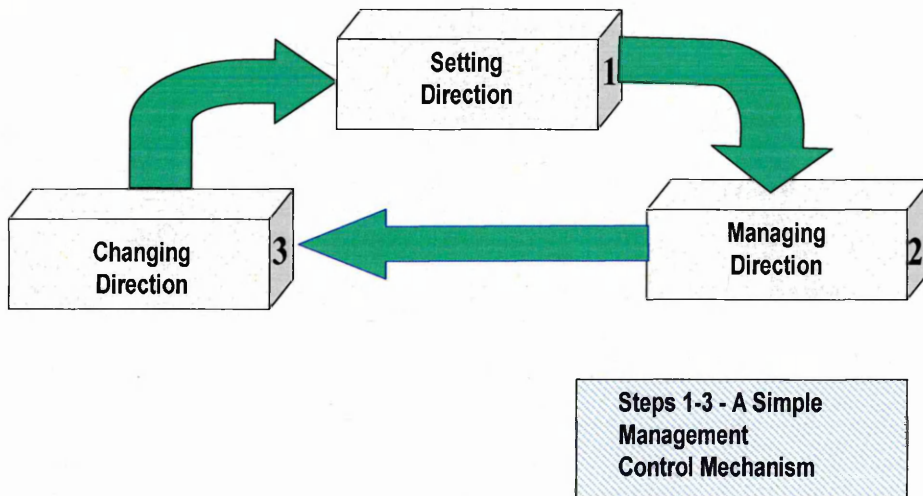 Setting
Direction
1
Managing
Direction
2
Changing
Direction
3
Steps 1-3 - A Simple
Management
Control Mechanism